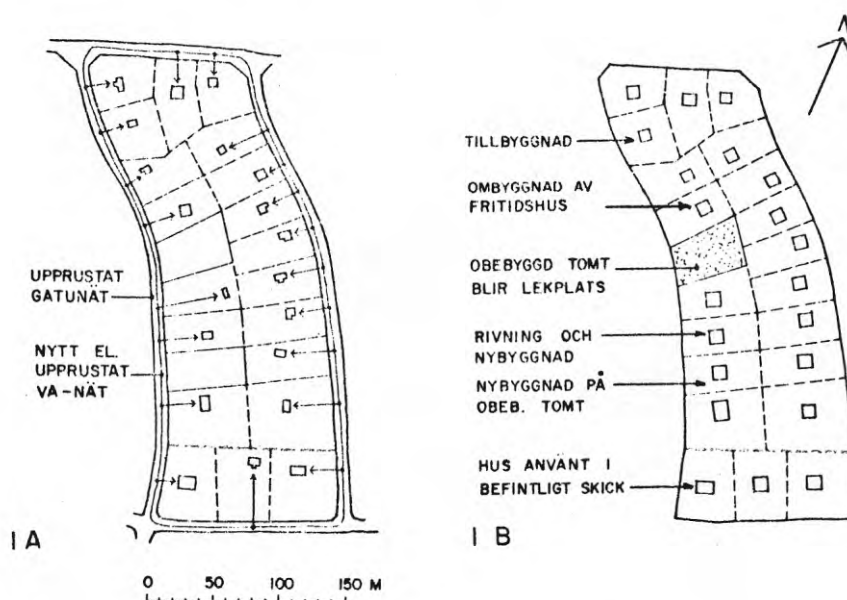 UPPRUSTAT
GATUNÄT
NYTT EL.
UPPRUSTAT
VA-NÄT
I A
0 50 100 150 M
N
TILLBYGGNAD
OMBYGGNAD AV
FRITIDSHUS
OBEBYGGD TOMT
BLIR LEKPLATS
RIVNING OCH
NYBYGGNAD
NYBYGGNAD PÅ
OBEB. TOMT
HUS ANVÄNT I
BEFINTLIGT SKICK
I B